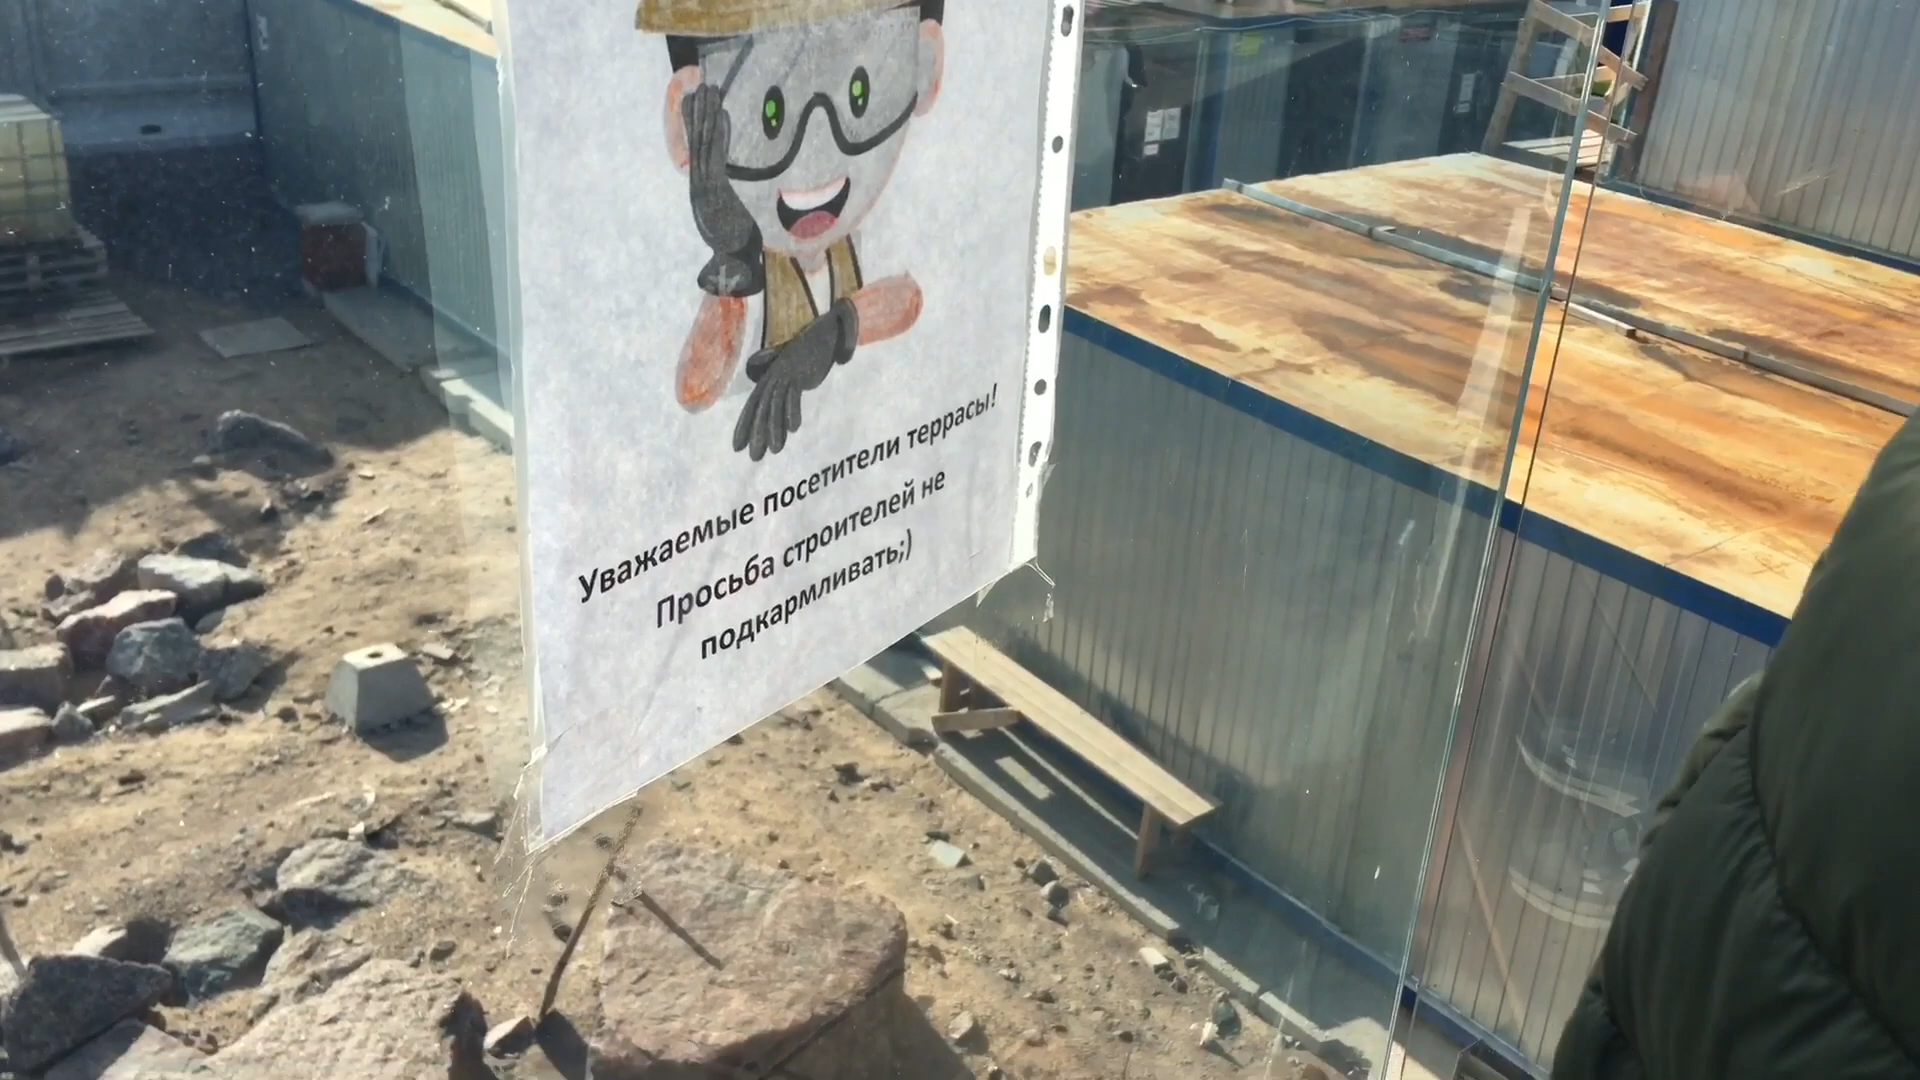 Уважаемые посетители террасы!
Просьба строителей не
подкармливать;)